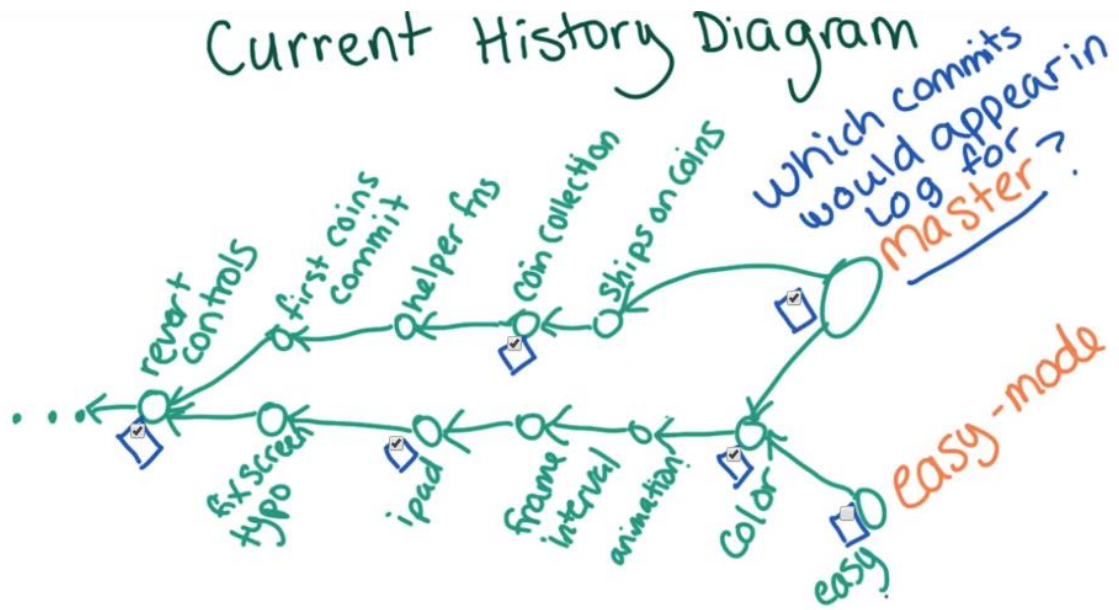 Current History Diagram
Which commits
would appear in
log for
master?
revert
controls
first coins
commit
helper fns
coin collection
ships on coins
fix screen
typo
ipad
frame
interval
animation
color
easy
easy-mode